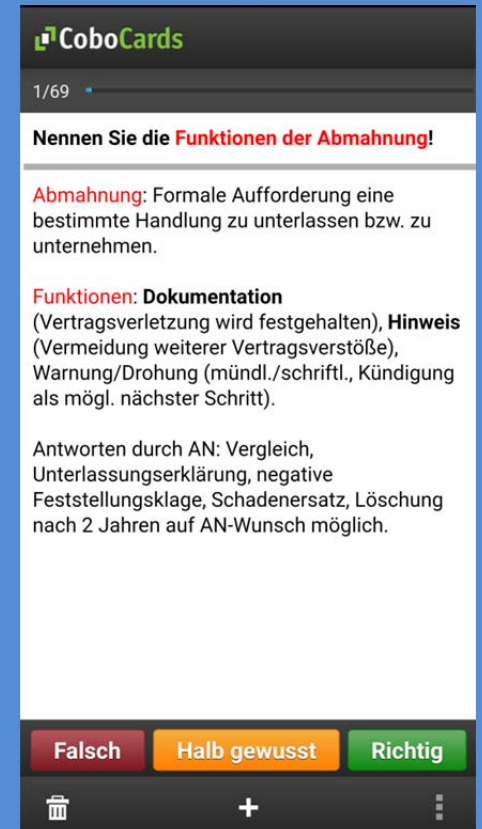 CoboCards
1/69
Nennen Sie die Funktionen der Abmahnung!
Abmahnung: Formale Aufforderung eine
bestimmte Handlung zu unterlassen bzw. zu
unternehmen.
Funktionen: Dokumentation
(Vertragsverletzung wird festgehalten), Hinweis
(Vermeidung weiterer Vertragsverstöße),
Warnung/Drohung (mündl./schriftl., Kündigung
als mögl. nächster Schritt).
Antworten durch AN: Vergleich,
Unterlassungserklärung, negative
Feststellungsklage, Schadenersatz, Löschung
nach 2 Jahren auf AN-Wunsch möglich.
Falsch Halb gewusst Richtig